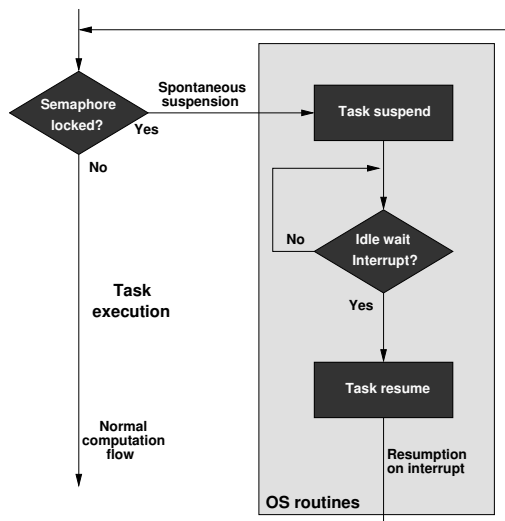 Semaphore
locked?
Yes
No
Spontaneous
suspension
Task suspend
Idle wait
Interrupt?
No
Yes
Task
execution
Task resume
Normal
computation
flow
Resumption
on interrupt
OS routines